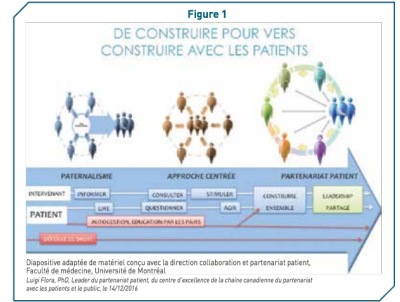 Figure 1
DE CONSTRUIRE POUR VERS
CONSTRUIRE AVEC LES PATIENTS
PATERNALISME
APPROCHE CENTRÉE
PARTENARIAT PATIENT
INTERVENANT
INFORMER
CONSULTER
STIMULER
CONSTRUIRE
LEADERSHIP
PATIENT
LIRE
QUESTIONNER
AGIR
ENSEMBLE
PARTAGÉ
AUTOGESTION, ÉDUCATION PAR LES PAIRS
DÉFENSE DE DROIT
Diapositive adaptée de matériel conçu avec la direction collaboration et partenariat patient,
Faculté de médecine, Université de Montréal
Luigi Flora, PhD, Leader du partenariat patient, du centre d'excellence de la chaine canadienne du partenariat
avec les patients et le public, le 14/12/2016